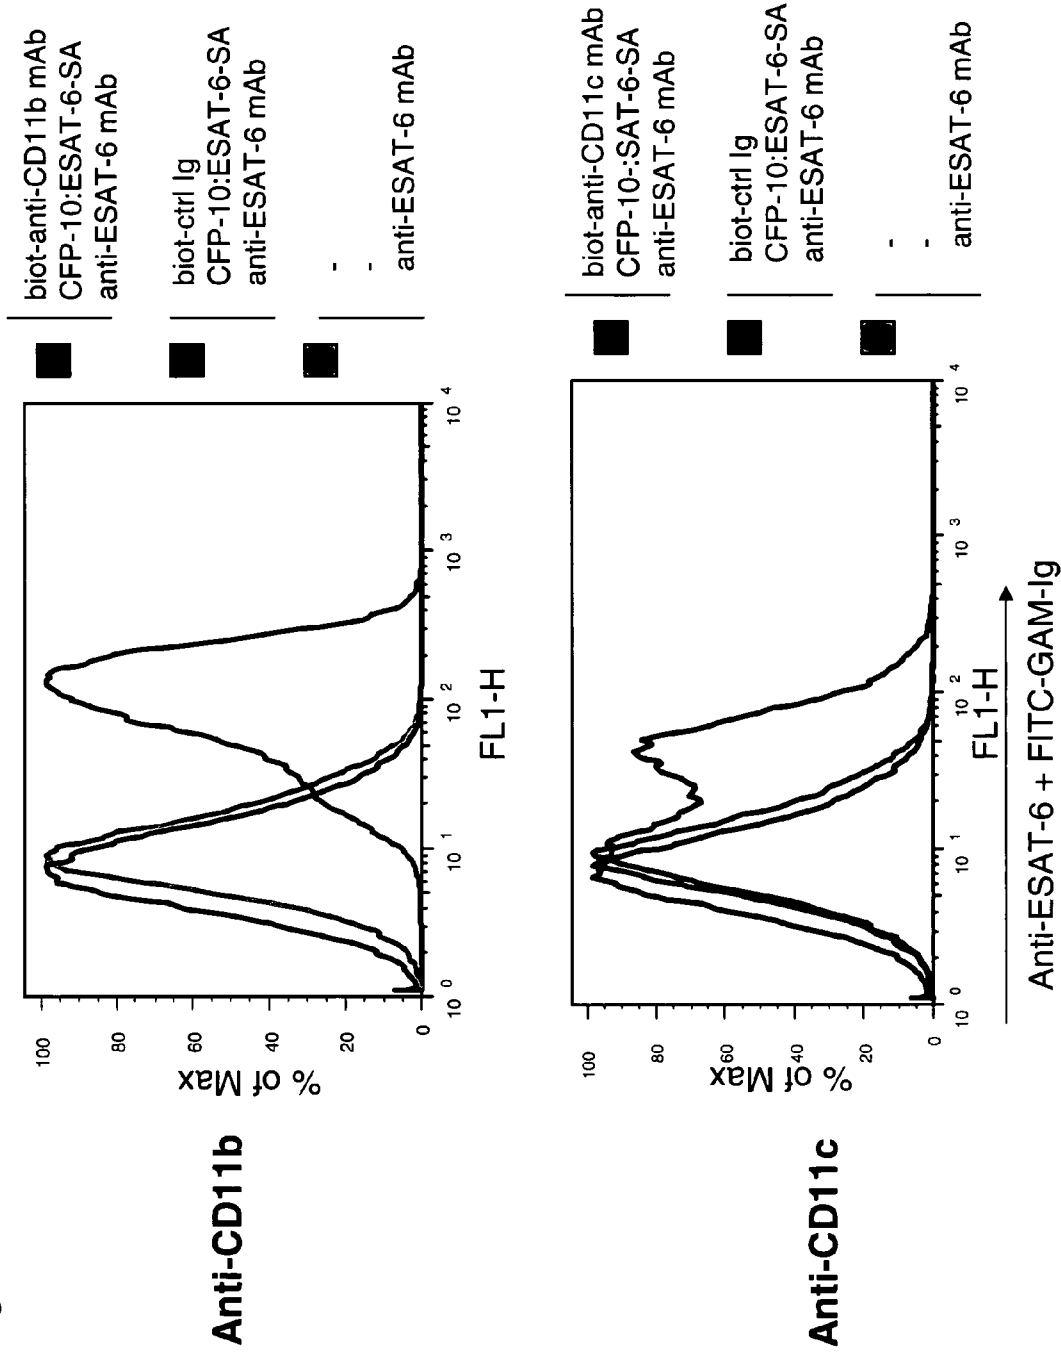 Anti-CD11b
% of Max
100
80
60
40
20
0
10 0
10 1
10 2
10 3
10 4
FL1-H
biot-anti-CD11b mAb
CFP-10:ESAT-6-SA
anti-ESAT-6 mAb
biot-ctrl Ig
CFP-10:ESAT-6-SA
anti-ESAT-6 mAb
-
-
anti-ESAT-6 mAb
Anti-CD11c
% of Max
100
80
60
40
20
0
10 0
10 1
10 2
10 3
10 4
FL1-H
Anti-ESAT-6 + FITC-GAM-Ig
biot-anti-CD11c mAb
CFP-10-:SAT-6-SA
anti-ESAT-6 mAb
biot-ctrl Ig
CFP-10:ESAT-6-SA
anti-ESAT-6 mAb
-
-
anti-ESAT-6 mAb